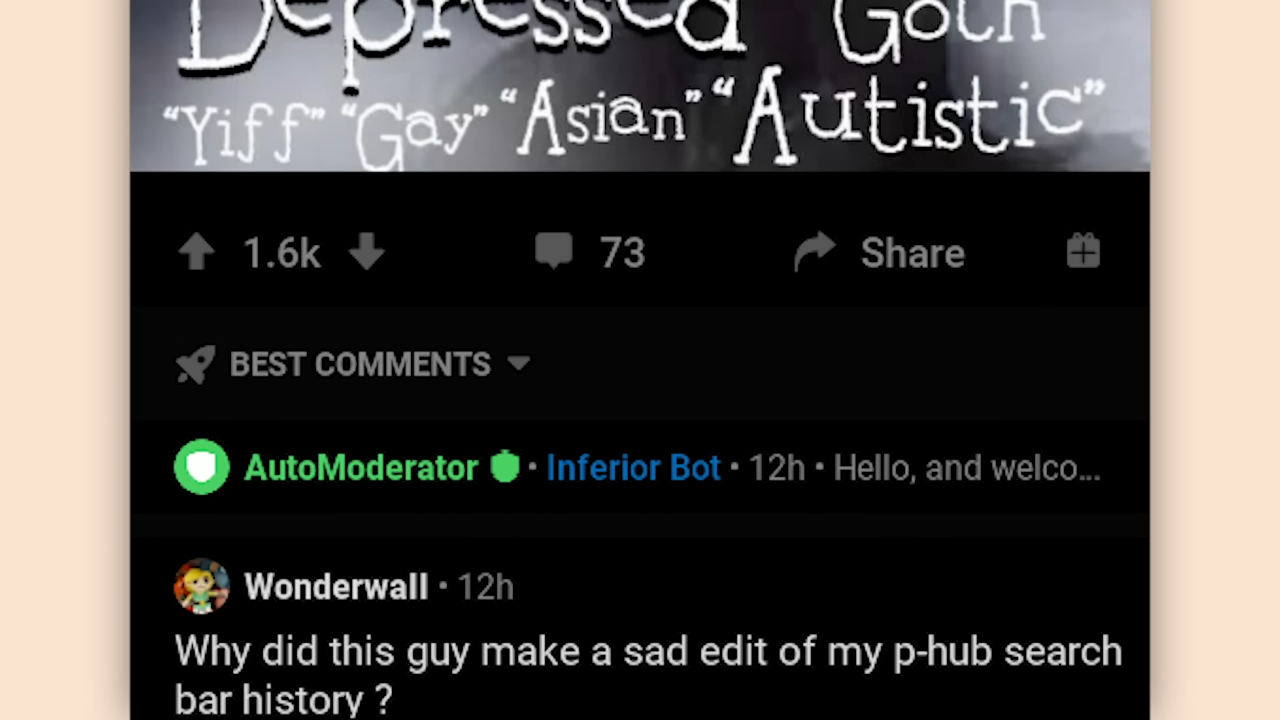 Depressed Goth
“Yiff” “Gay” “Asian” “Autistic”
1.6k 73 Share
BEST COMMENTS
AutoModerator • Inferior Bot • 12h • Hello, and welco...
Wonderwall • 12h
Why did this guy make a sad edit of my p-hub search
bar history ?